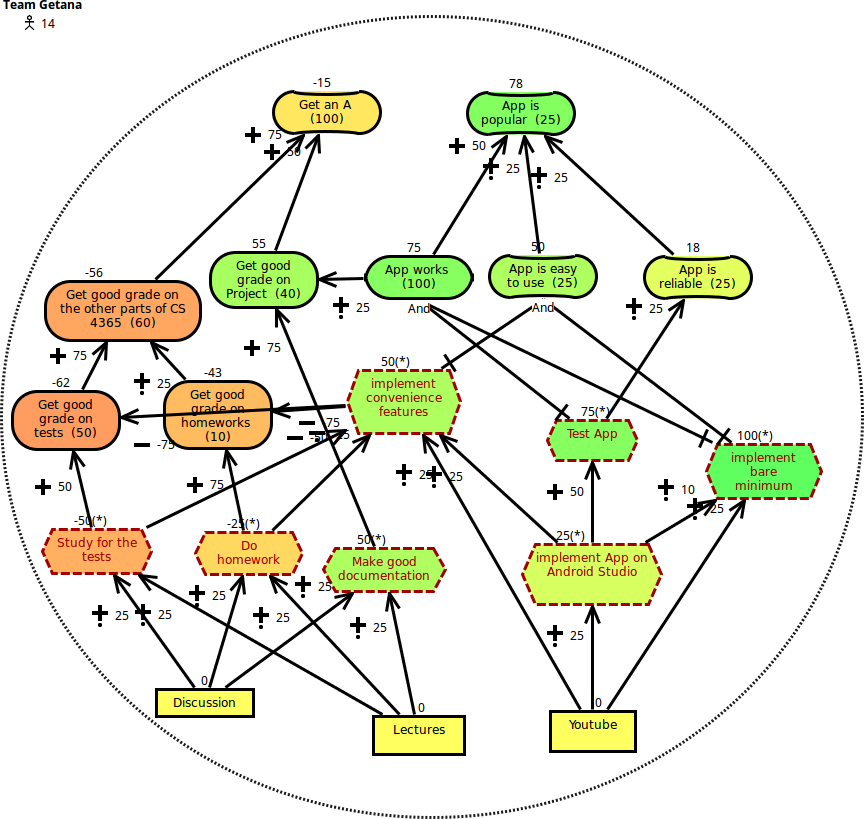 Team Getana
14
-15
Get an A
(100)
78
App is
popular (25)
75
50
50
25
25
-56
Get good grade on
the other parts of CS
4365 (60)
55
Get good
grade on
Project (40)
75
App works
(100)
50
App is easy
to use (25)
18
App is
reliable (25)
And
And
25
25
75
75
25
-62
Get good
grade on
tests (50)
-43
Get good
grade on
homeworks
(10)
50(*)
implement
convenience
features
75(*)
Test App
100(*)
implement
bare
minimum
-75
75
25
25
50
75
50
10
25
-50(*)
Study for the
tests
-25(*)
Do
homework
50(*)
Make good
documentation
25(*)
implement App on
Android Studio
25
25
25
25
25
25
25
0
Discussion
0
Lectures
0
Youtube